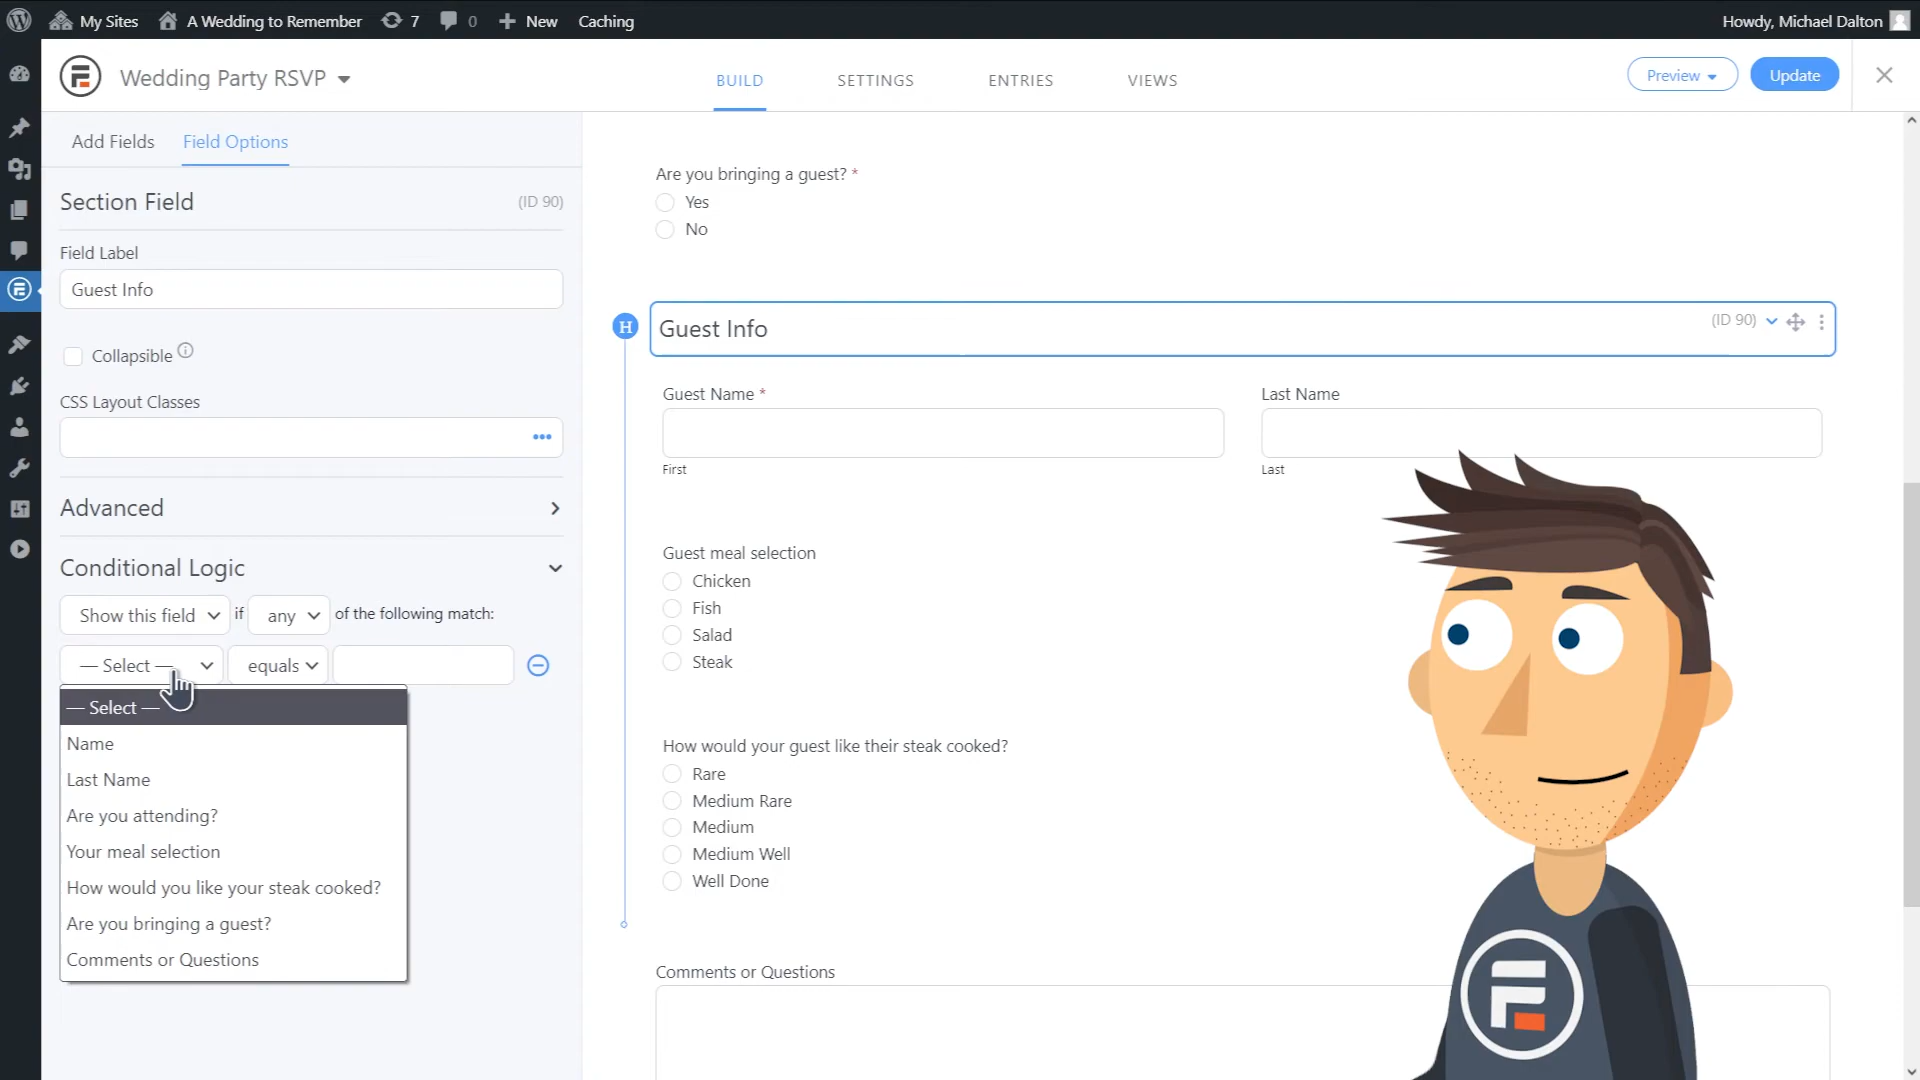 My Sites A Wedding to Remember 7 0 New Caching Howdy, Michael Dalton
Wedding Party RSVP BUILD SETTINGS ENTRIES VIEWS Preview Update
Add Fields Field Options
Section Field (ID 90)
Field Label
Guest Info
Collapsible
CSS Layout Classes
Advanced
Conditional Logic
Show this field if any of the following match:
— Select — equals
— Select —
Name
Last Name
Are you attending?
Your meal selection
How would you like your steak cooked?
Are you bringing a guest?
Comments or Questions
Are you bringing a guest? *
Yes
No
H Guest Info (ID 90)
Guest Name * Last Name
First Last
Guest meal selection
Chicken
Fish
Salad
Steak
How would your guest like their steak cooked?
Rare
Medium Rare
Medium
Medium Well
Well Done
Comments or Questions